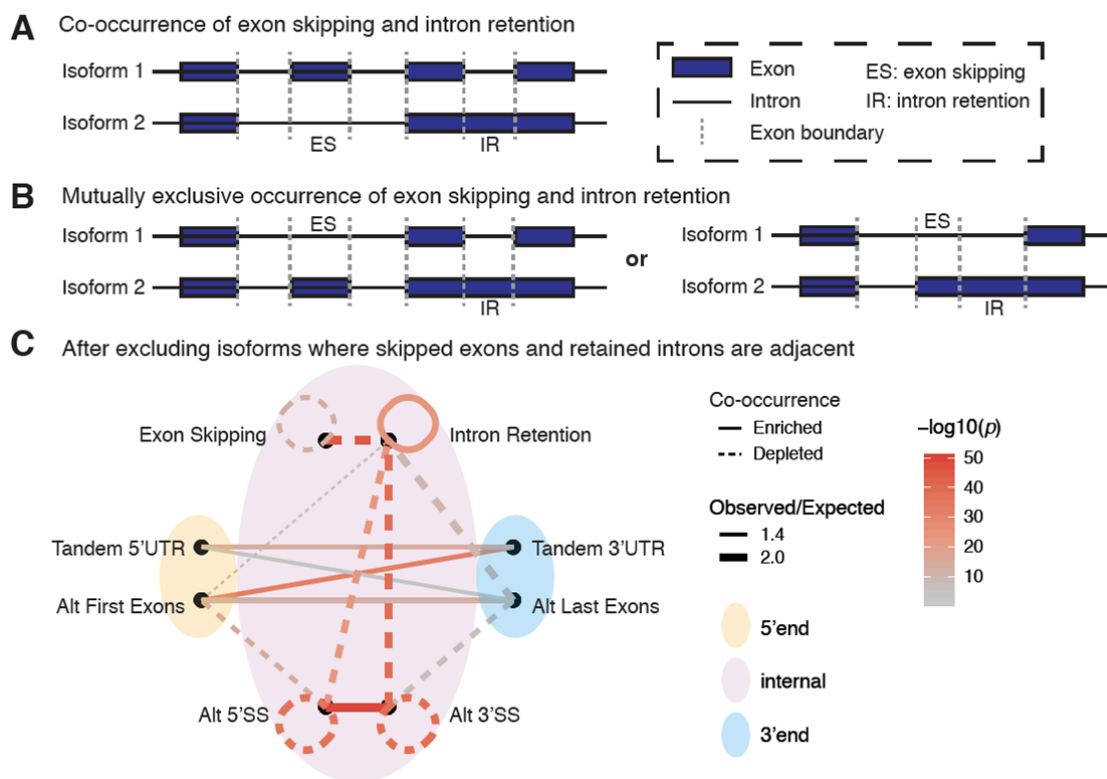 A Co-occurrence of exon skipping and intron retention
Isoform 1
Isoform 2
ES
IR
Exon
Intron
Exon boundary
ES: exon skipping
IR: intron retention
B Mutually exclusive occurrence of exon skipping and intron retention
Isoform 1
ES
Isoform 2
IR
or
Isoform 1
ES
Isoform 2
IR
C After excluding isoforms where skipped exons and retained introns are adjacent
Exon Skipping
Intron Retention
Tandem 5'UTR
Tandem 3'UTR
Alt First Exons
Alt Last Exons
Alt 5'SS
Alt 3'SS
Co-occurrence
Enriched
Depleted
Observed/Expected
1.4
2.0
5'end
internal
3'end
−log10(p)
50
40
30
20
10